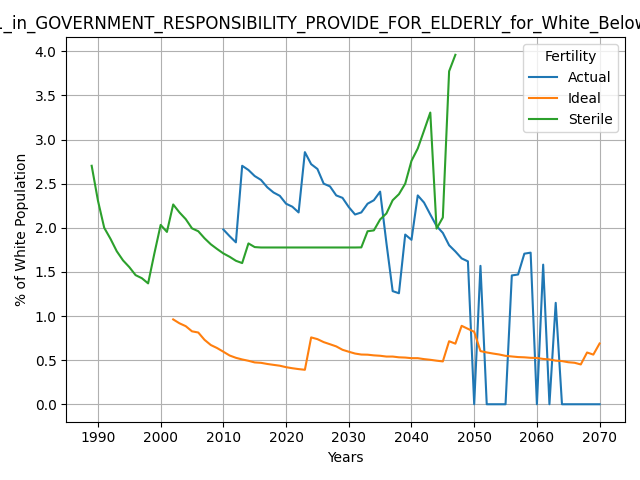 _in_GOVERNMENT_RESPONSIBILITY_PROVIDE_FOR_ELDERLY_for_White_Below
Fertility
Actual
Ideal
Sterile
% of White Population
4.0
3.5
3.0
2.5
2.0
1.5
1.0
0.5
0.0
1990 2000 2010 2020 2030 2040 2050 2060 2070
Years